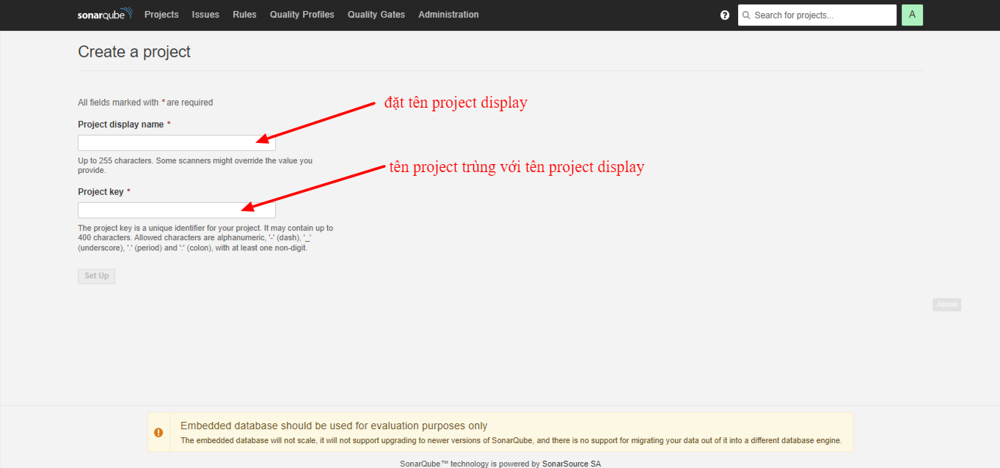 sonarqube Projects Issues Rules Quality Profiles Quality Gates Administration ? Search for projects... A
Create a project
All fields marked with * are required
đặt tên project display
Project display name *
Up to 255 characters. Some scanners might override the value you
provide.
tên project trùng với tên project display
Project key *
The project key is a unique identifier for your project. It may contain up to
400 characters. Allowed characters are alphanumeric, '-' (dash), '_'
(underscore), '.' (period) and ':' (colon), with at least one non-digit.
Set Up
Arrow
Embedded database should be used for evaluation purposes only
The embedded database will not scale, it will not support upgrading to newer versions of SonarQube, and there is no support for migrating your data out of it into a different database engine.
SonarQube™ technology is powered by SonarSource SA